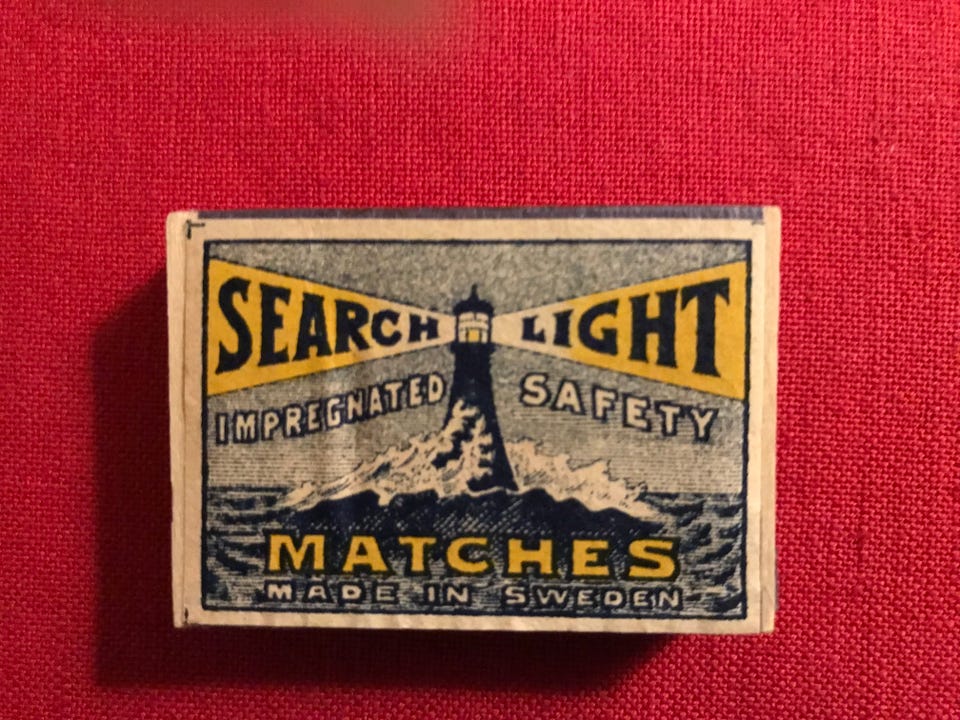 SEARCH LIGHT
IMPREGNATED SAFETY
MATCHES
MADE IN SWEDEN